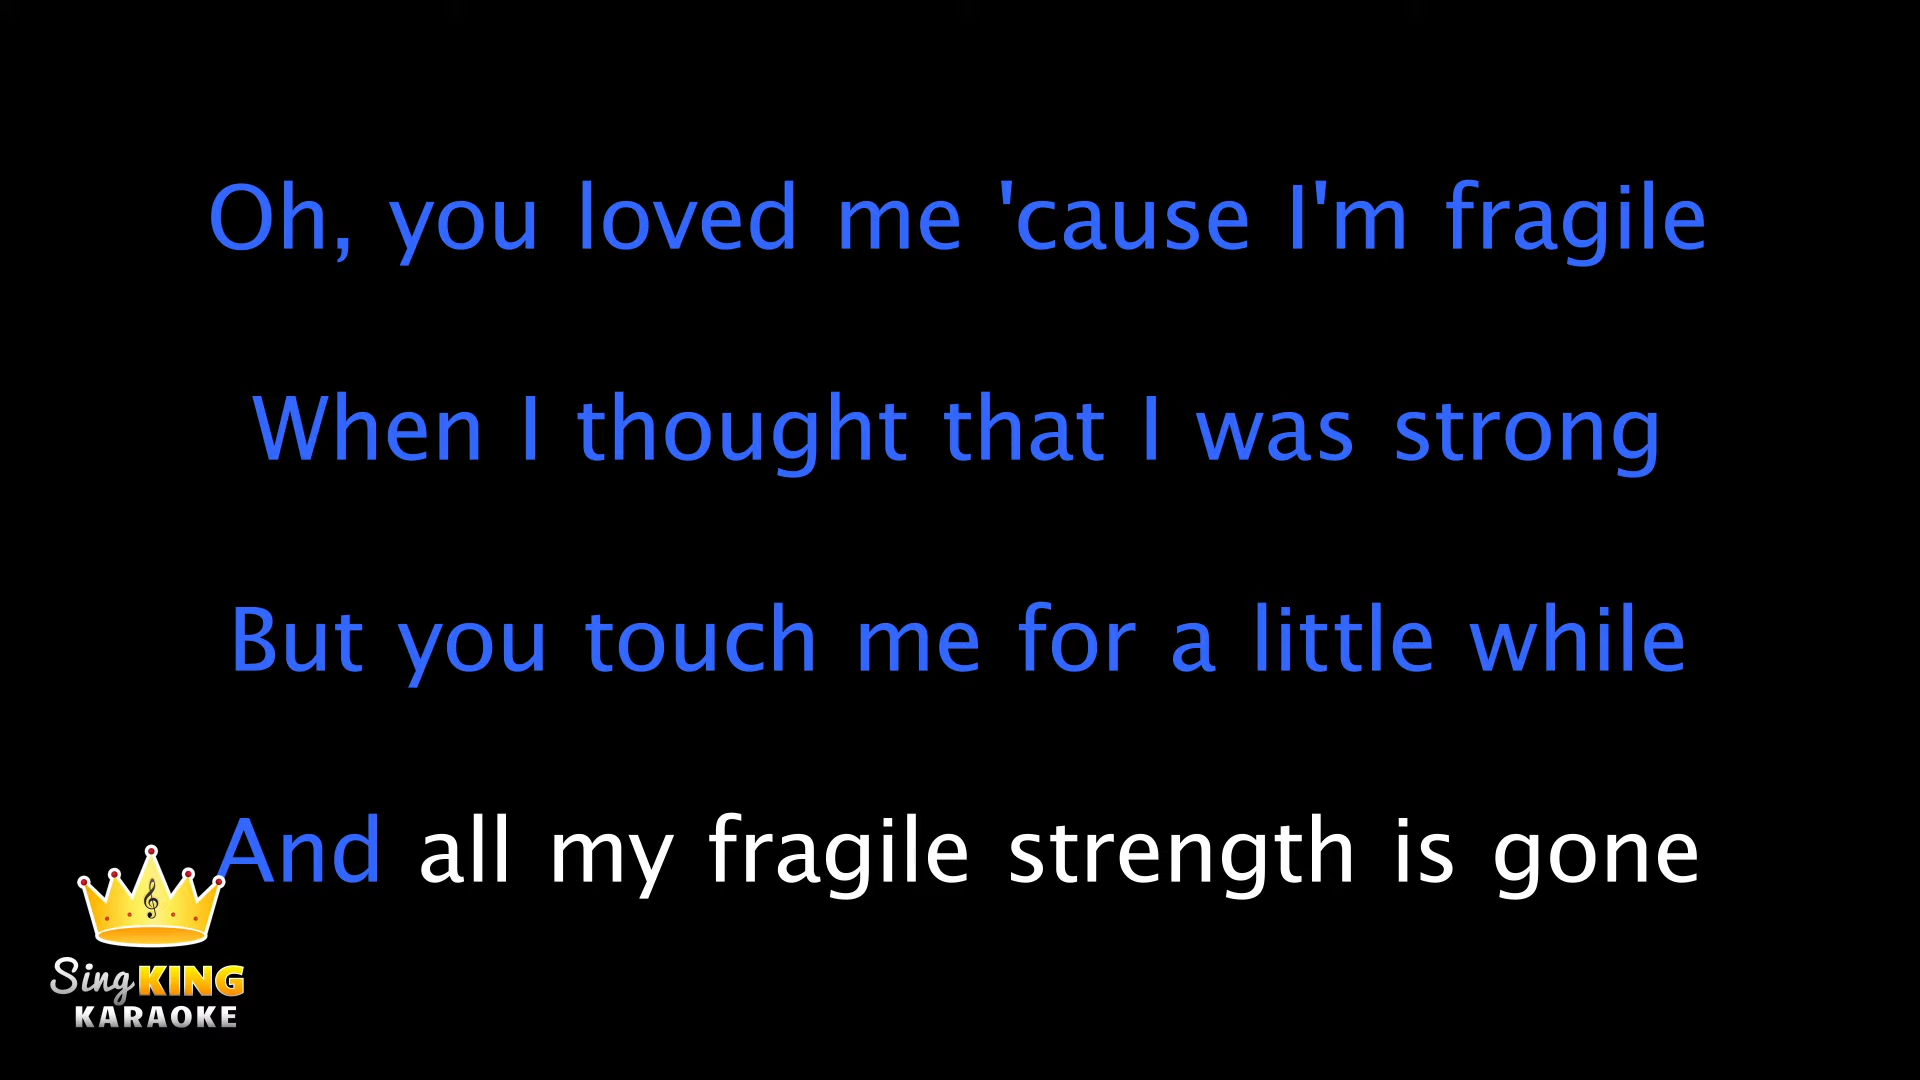 Oh, you loved me 'cause I'm fragile
When I thought that I was strong
But you touch me for a little while
And all my fragile strength is gone
Sing KING
KARAOKE